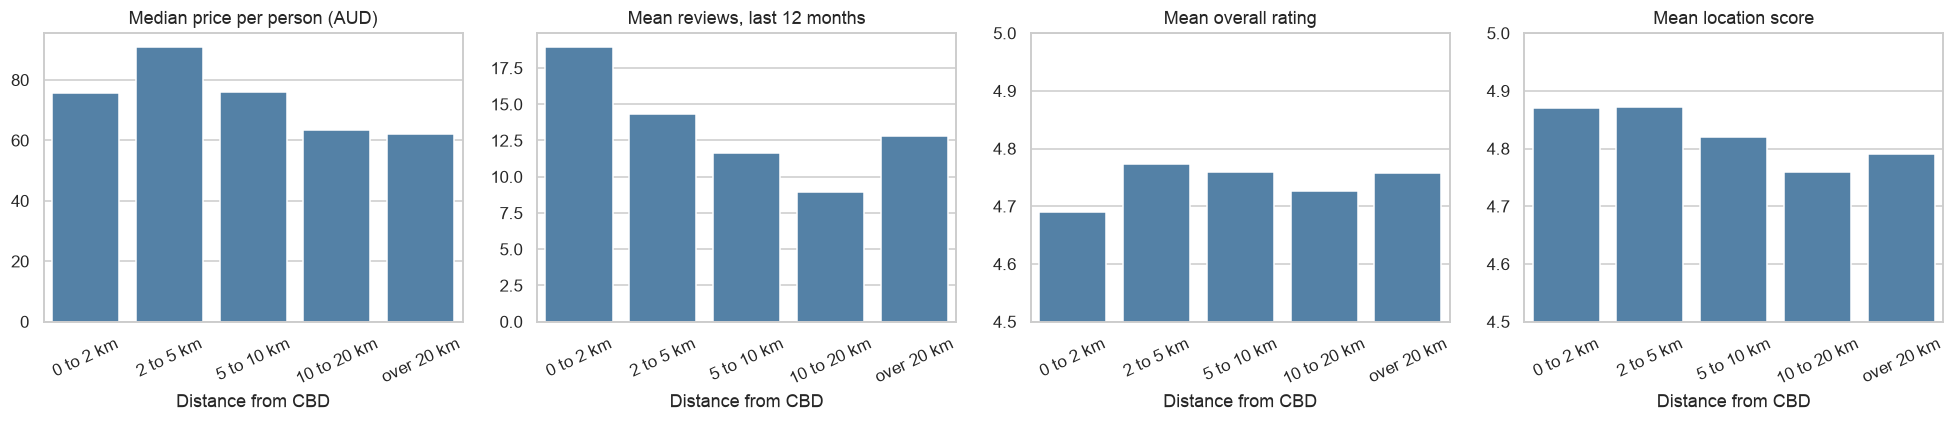 Median price per person (AUD)
80
60
40
20
0
0 to 2 km
2 to 5 km
5 to 10 km
10 to 20 km
over 20 km
Distance from CBD
Mean reviews, last 12 months
17.5
15.0
12.5
10.0
7.5
5.0
2.5
0.0
0 to 2 km
2 to 5 km
5 to 10 km
10 to 20 km
over 20 km
Distance from CBD
Mean overall rating
5.0
4.9
4.8
4.7
4.6
4.5
0 to 2 km
2 to 5 km
5 to 10 km
10 to 20 km
over 20 km
Distance from CBD
Mean location score
5.0
4.9
4.8
4.7
4.6
4.5
0 to 2 km
2 to 5 km
5 to 10 km
10 to 20 km
over 20 km
Distance from CBD